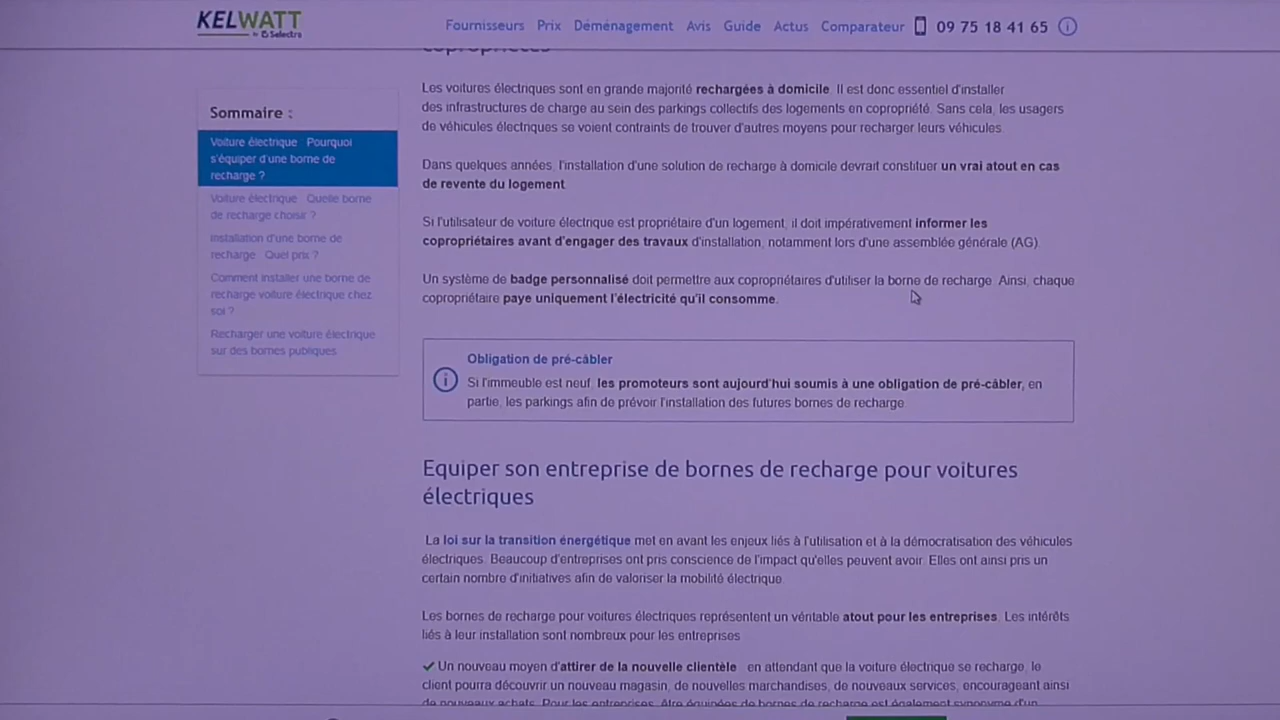 KELWATT
by Selectra
Fournisseurs Prix Déménagement Avis Guide Actus Comparateur 09 75 18 41 65
Sommaire :
Voiture électrique Pourquoi
s'équiper d'une borne de
recharge ?
Voiture électrique Quelle borne
de recharge choisir ?
Installation d'une borne de
recharge Quel prix ?
Comment installer une borne de
recharge voiture électrique chez
soi ?
Recharger une voiture électrique
sur des bornes publiques
Les voitures électriques sont en grande majorité rechargées à domicile. Il est donc essentiel d'installer
des infrastructures de charge au sein des parkings collectifs des logements en copropriété. Sans cela, les usagers
de véhicules électriques se voient contraints de trouver d'autres moyens pour recharger leurs véhicules.
Dans quelques années, l'installation d'une solution de recharge à domicile devrait constituer un vrai atout en cas
de revente du logement.
Si l'utilisateur de voiture électrique est propriétaire d'un logement, il doit impérativement informer les
copropriétaires avant d'engager des travaux d'installation, notamment lors d'une assemblée générale (AG).
Un système de badge personnalisé doit permettre aux copropriétaires d'utiliser la borne de recharge. Ainsi, chaque
copropriétaire paye uniquement l'électricité qu'il consomme.
Obligation de pré-câbler
Si l'immeuble est neuf, les promoteurs sont aujourd'hui soumis à une obligation de pré-câbler, en
partie, les parkings afin de prévoir l'installation des futures bornes de recharge.
Equiper son entreprise de bornes de recharge pour voitures
électriques
La loi sur la transition énergétique met en avant les enjeux liés à l'utilisation et à la démocratisation des véhicules
électriques. Beaucoup d'entreprises ont pris conscience de l'impact qu'elles peuvent avoir. Elles ont ainsi pris un
certain nombre d'initiatives afin de valoriser la mobilité électrique.
Les bornes de recharge pour voitures électriques représentent un véritable atout pour les entreprises. Les intérêts
liés à leur installation sont nombreux pour les entreprises
✔ Un nouveau moyen d'attirer de la nouvelle clientèle en attendant que la voiture électrique se recharge, le
client pourra découvrir un nouveau magasin, de nouvelles marchandises, de nouveaux services, encourageant ainsi
de nouveaux achats. Pour les entreprises, être équipées de bornes de recharge est également synonyme d'un